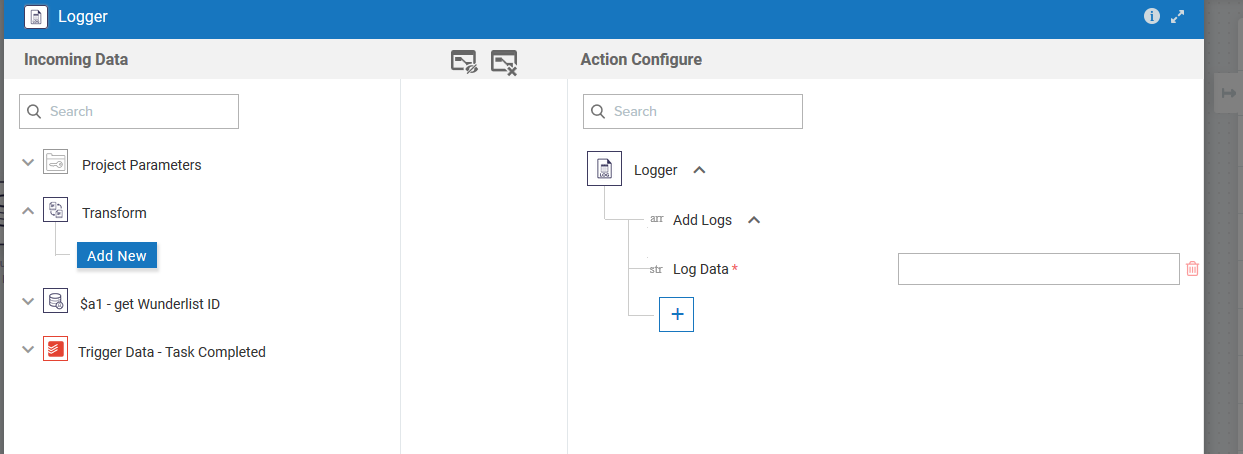 Logger
Incoming Data
Action Configure
Search
Search
Project Parameters
Logger
Transform
arr Add Logs
Add New
str Log Data *
$a1 - get Wunderlist ID
+
Trigger Data - Task Completed